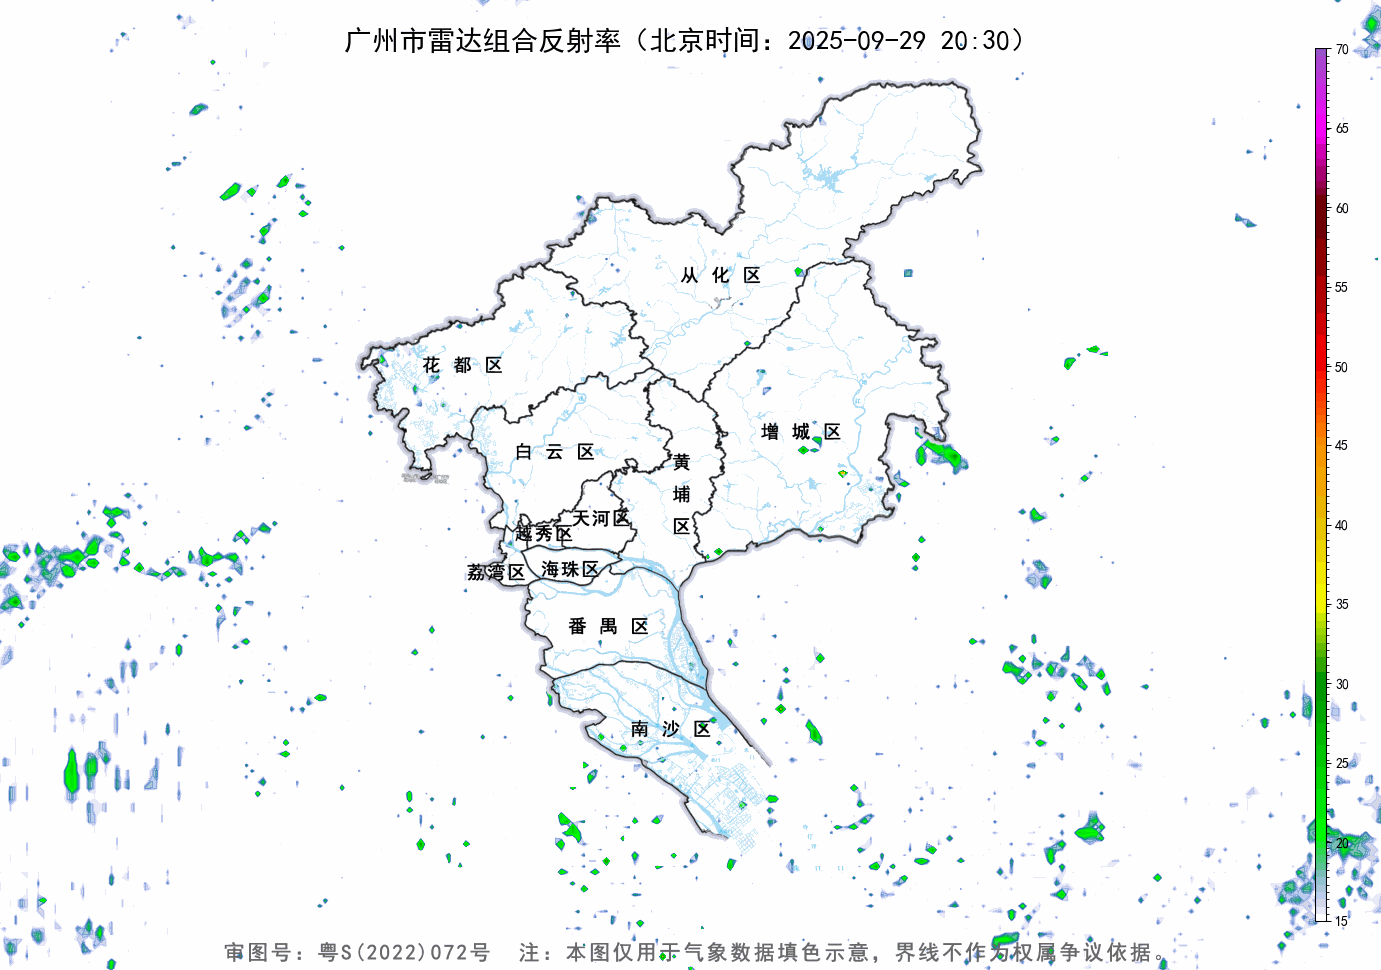 广州市雷达组合反射率（北京时间：2025-09-29 20:30）
70
65
60
55
50
45
40
35
30
25
20
15
从化区
花都区
增城区
白云区
黄埔区
天河区
越秀区
荔湾区
海珠区
番禺区
南沙区
审图号：粤S(2022)072号 注：本图仅用于气象数据填色示意，界线不作为权属争议依据。